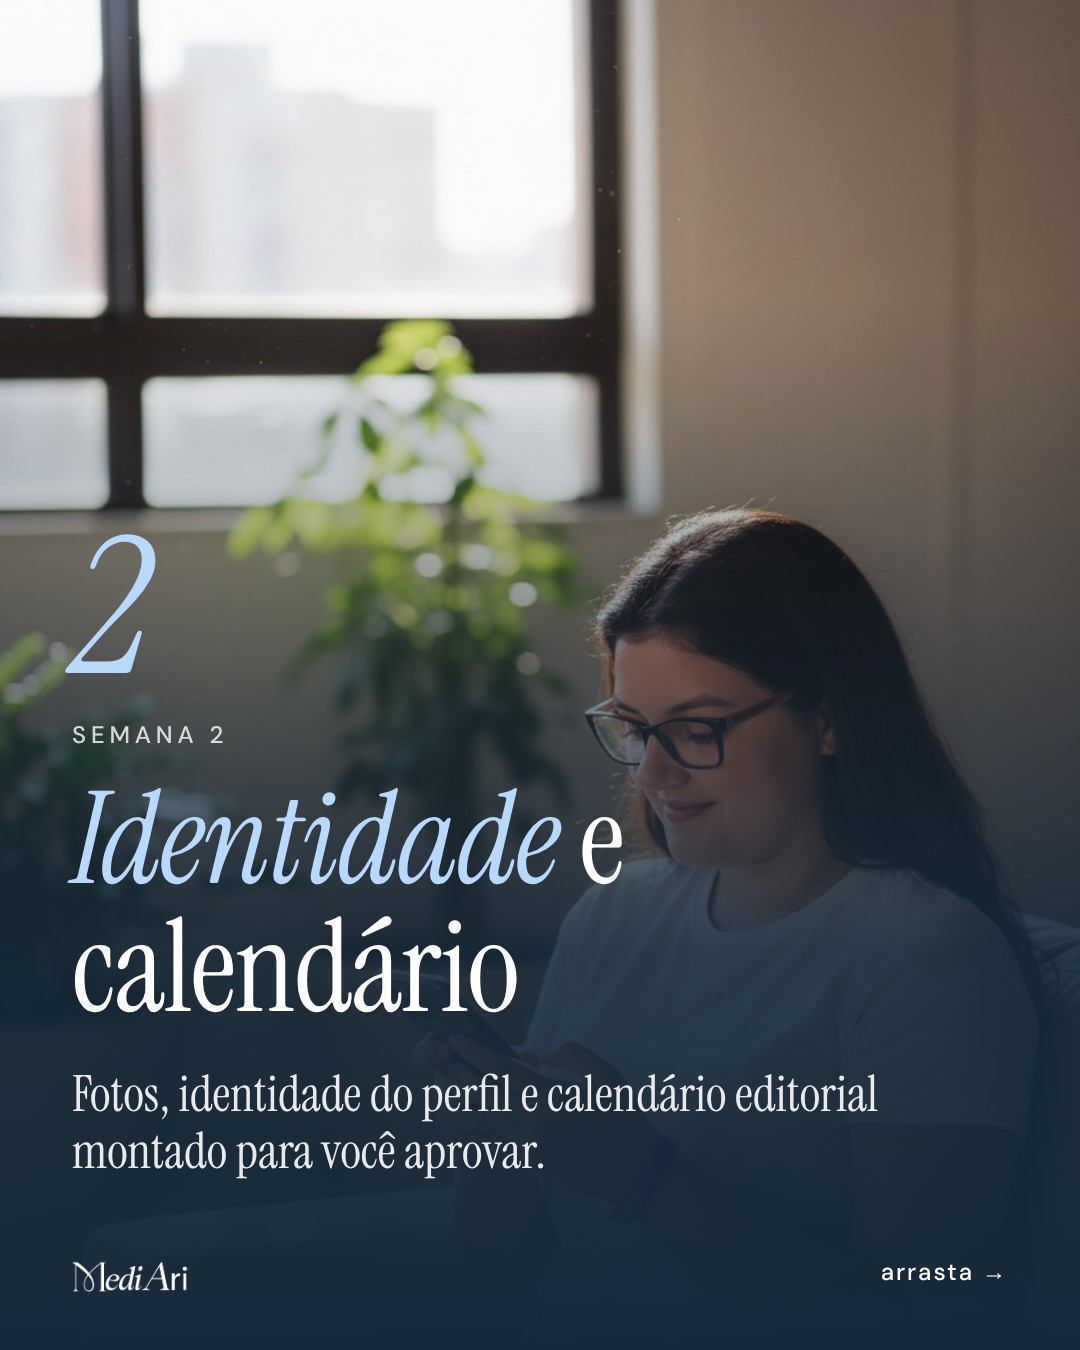 2
SEMANA 2
Identidade e
calendário
Fotos, identidade do perfil e calendário editorial
montado para você aprovar.
MediAri
arrasta →